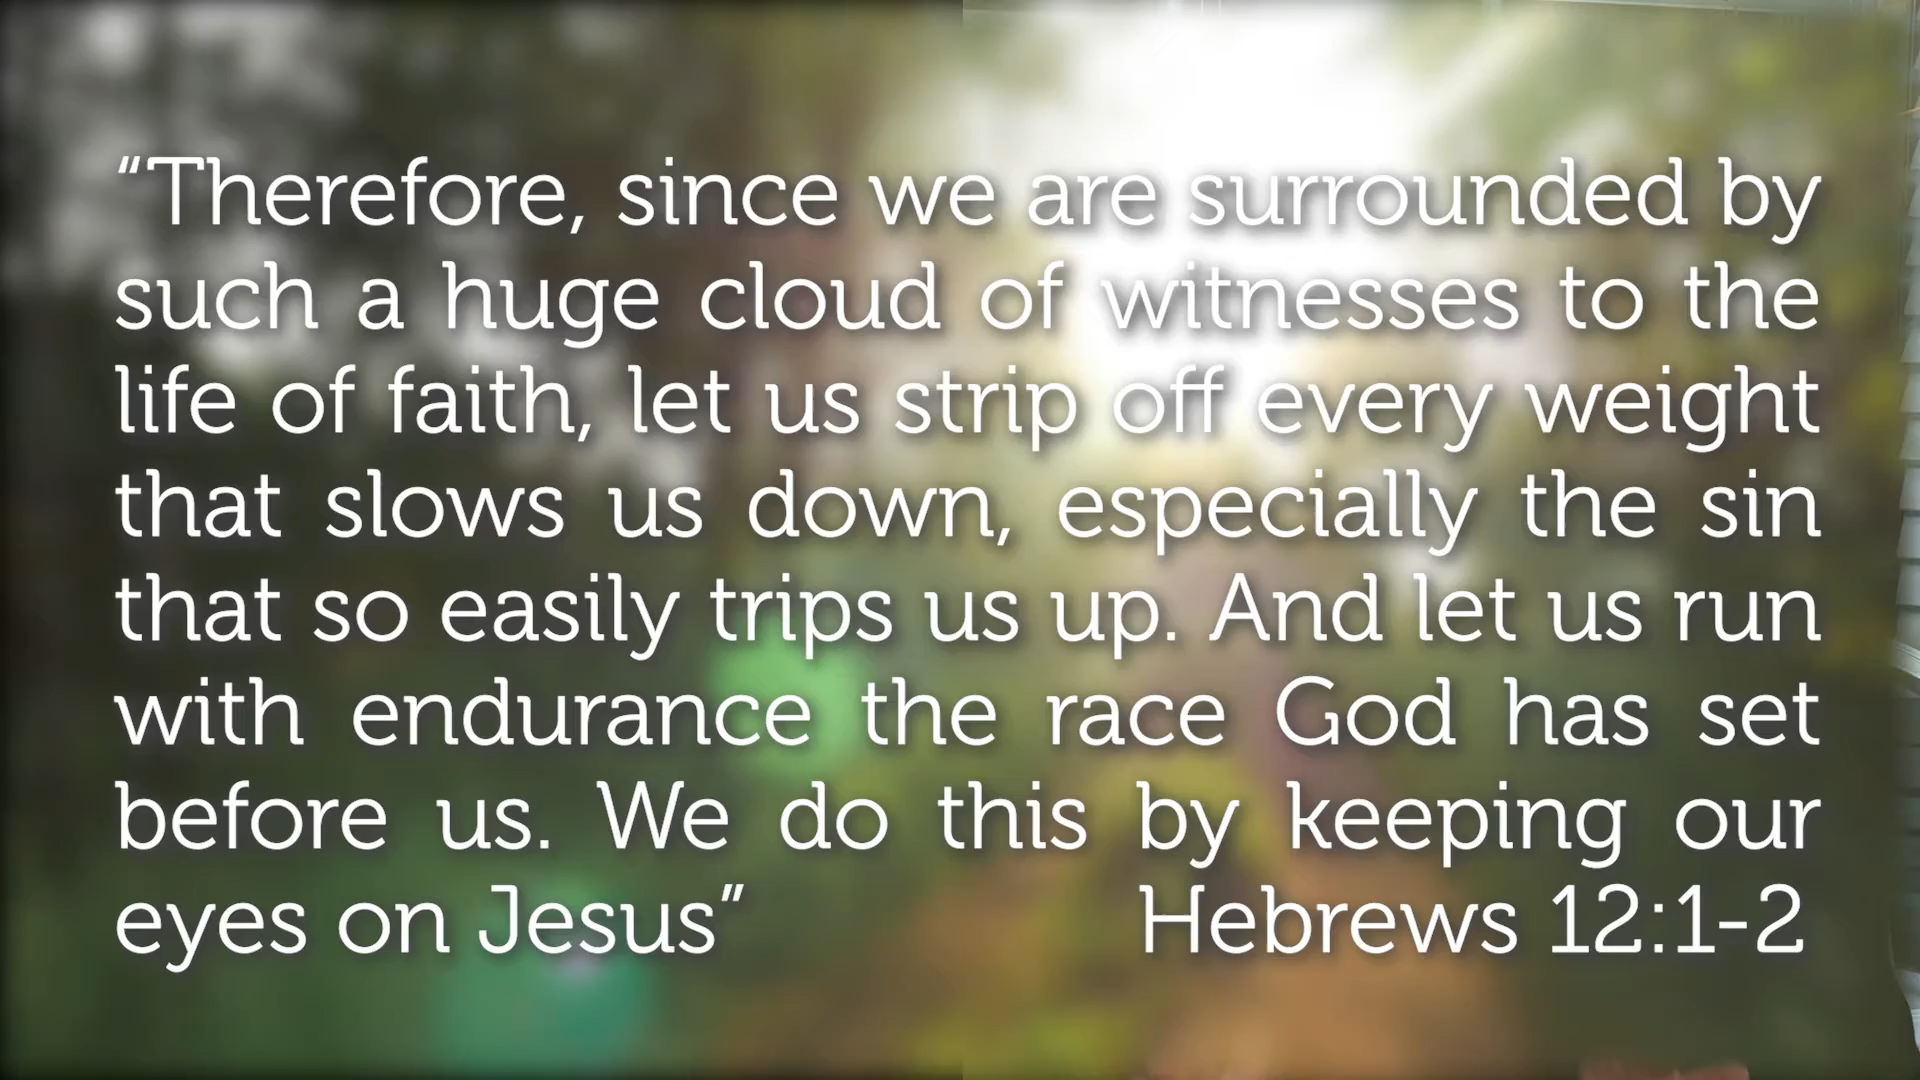 “Therefore, since we are surrounded by
such a huge cloud of witnesses to the
life of faith, let us strip off every weight
that slows us down, especially the sin
that so easily trips us up. And let us run
with endurance the race God has set
before us. We do this by keeping our
eyes on Jesus” Hebrews 12:1-2